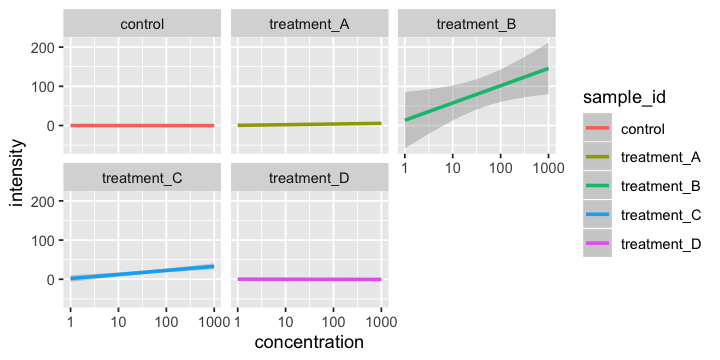 control
treatment_A
treatment_B
200
100
0
1
10
100
1000
treatment_C
treatment_D
200
100
0
1
10
100
1000
1
10
100
1000
intensity
concentration
sample_id
control
treatment_A
treatment_B
treatment_C
treatment_D